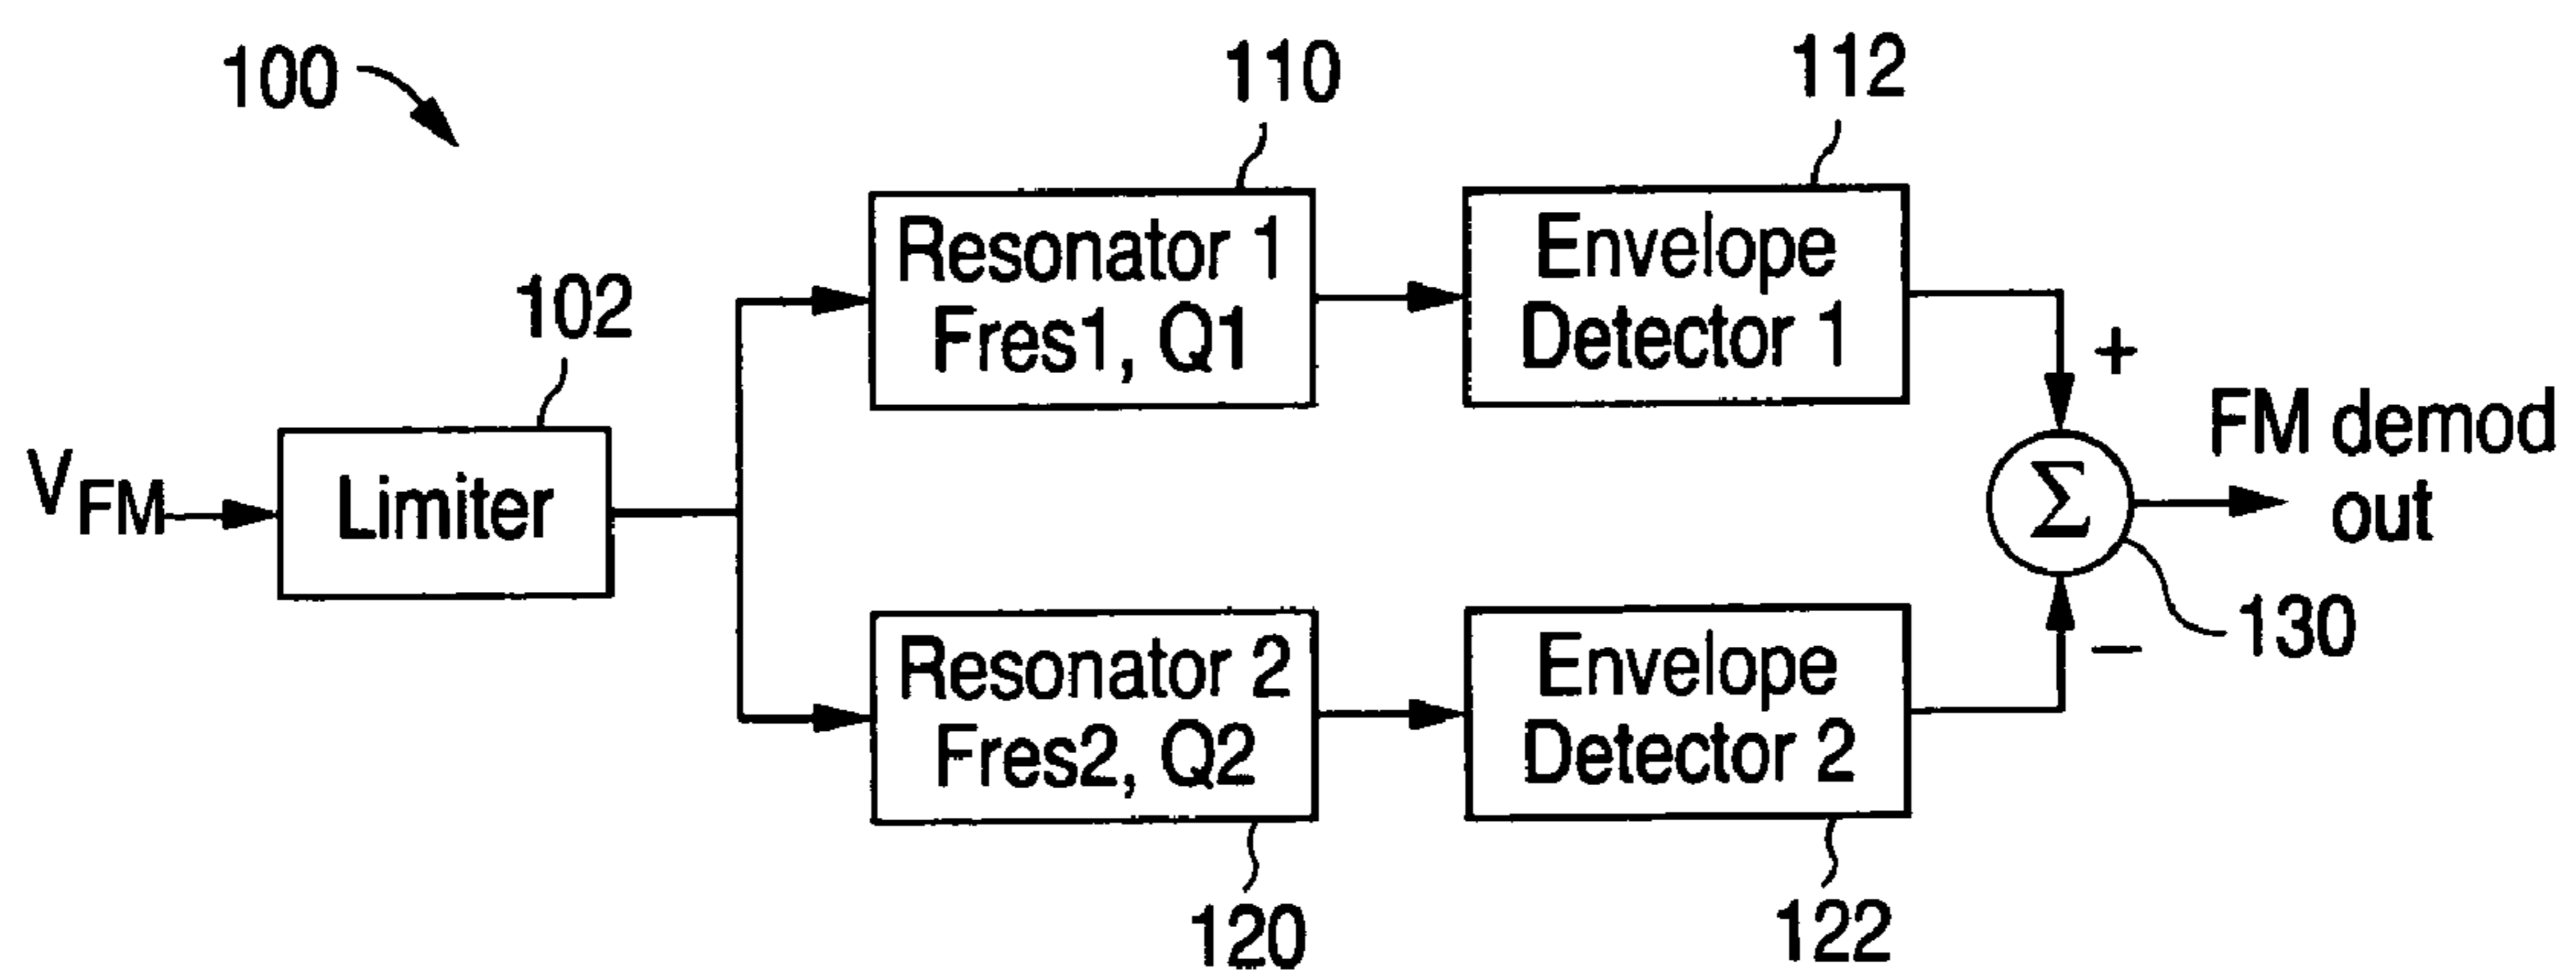 100
110
112
102
Resonator 1
Fres1, Q1
Envelope
Detector 1
+
V FM
Limiter
Σ
FM demod
out
130
−
Resonator 2
Fres2, Q2
Envelope
Detector 2
120
122